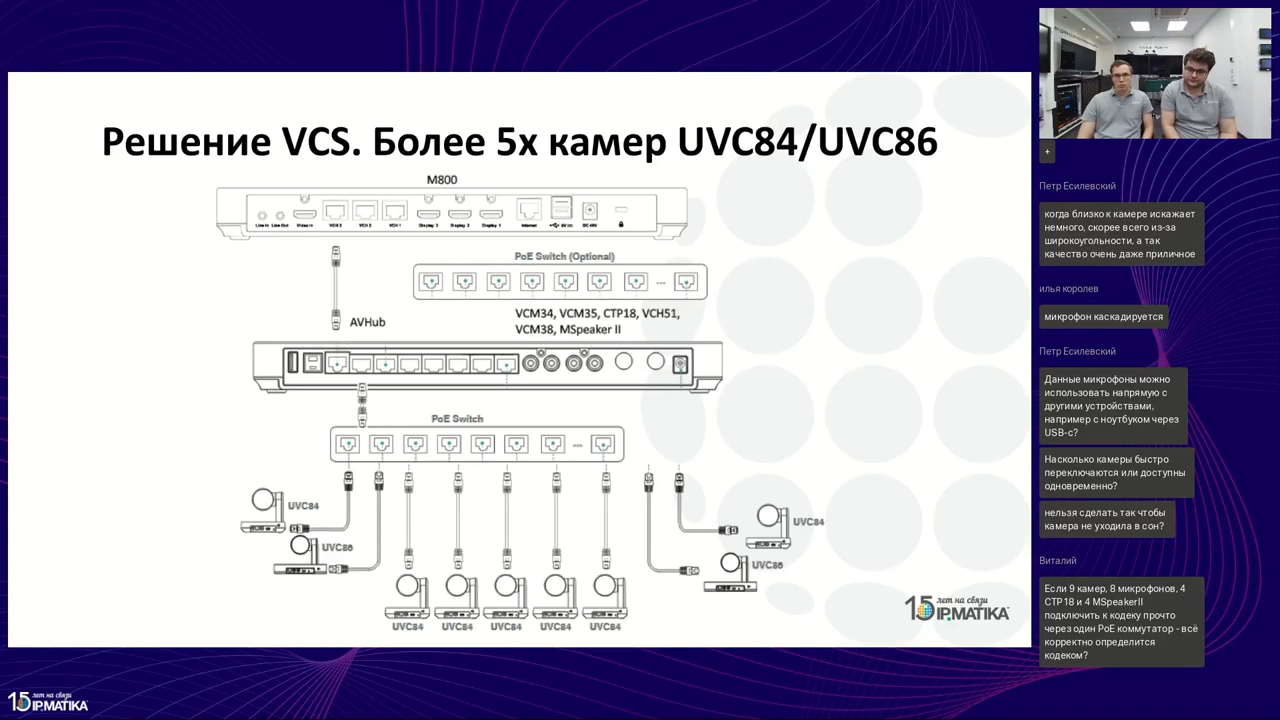 Решение VCS. Более 5х камер UVC84/UVC86
M800
Line In Line Out Video In VCH 3 VCH 2 VCH 1 Display 3 Display 2 Display 1 Internet DC 48V
PoE Switch (Optional)
VCM34, VCM35, CTP18, VCH51,
VCM38, MSpeaker II
AVHub
PoE Switch
UVC84
UVC86
UVC84
UVC86
UVC84 UVC84 UVC84 UVC84 UVC84
15 лет на связи
IPMATIKA
15 лет на связи
IPMATIKA
+
Петр Есилевский
когда близко к камере искажает
немного, скорее всего из-за
широкоугольности, а так
качество очень даже приличное
илья королев
микрофон каскадируется
Петр Есилевский
Данные микрофоны можно
использовать напрямую с
другими устройствами,
например с ноутбуком через
USB-c?
Насколько камеры быстро
переключаются или доступны
одновременно?
нельзя сделать так чтобы
камера не уходила в сон?
Виталий
Если 9 камер, 8 микрофонов, 4
CTP18 и 4 MSpeakerII
подключить к кодеку прочто
через один PoE коммутатор - всё
корректно определится
кодеком?